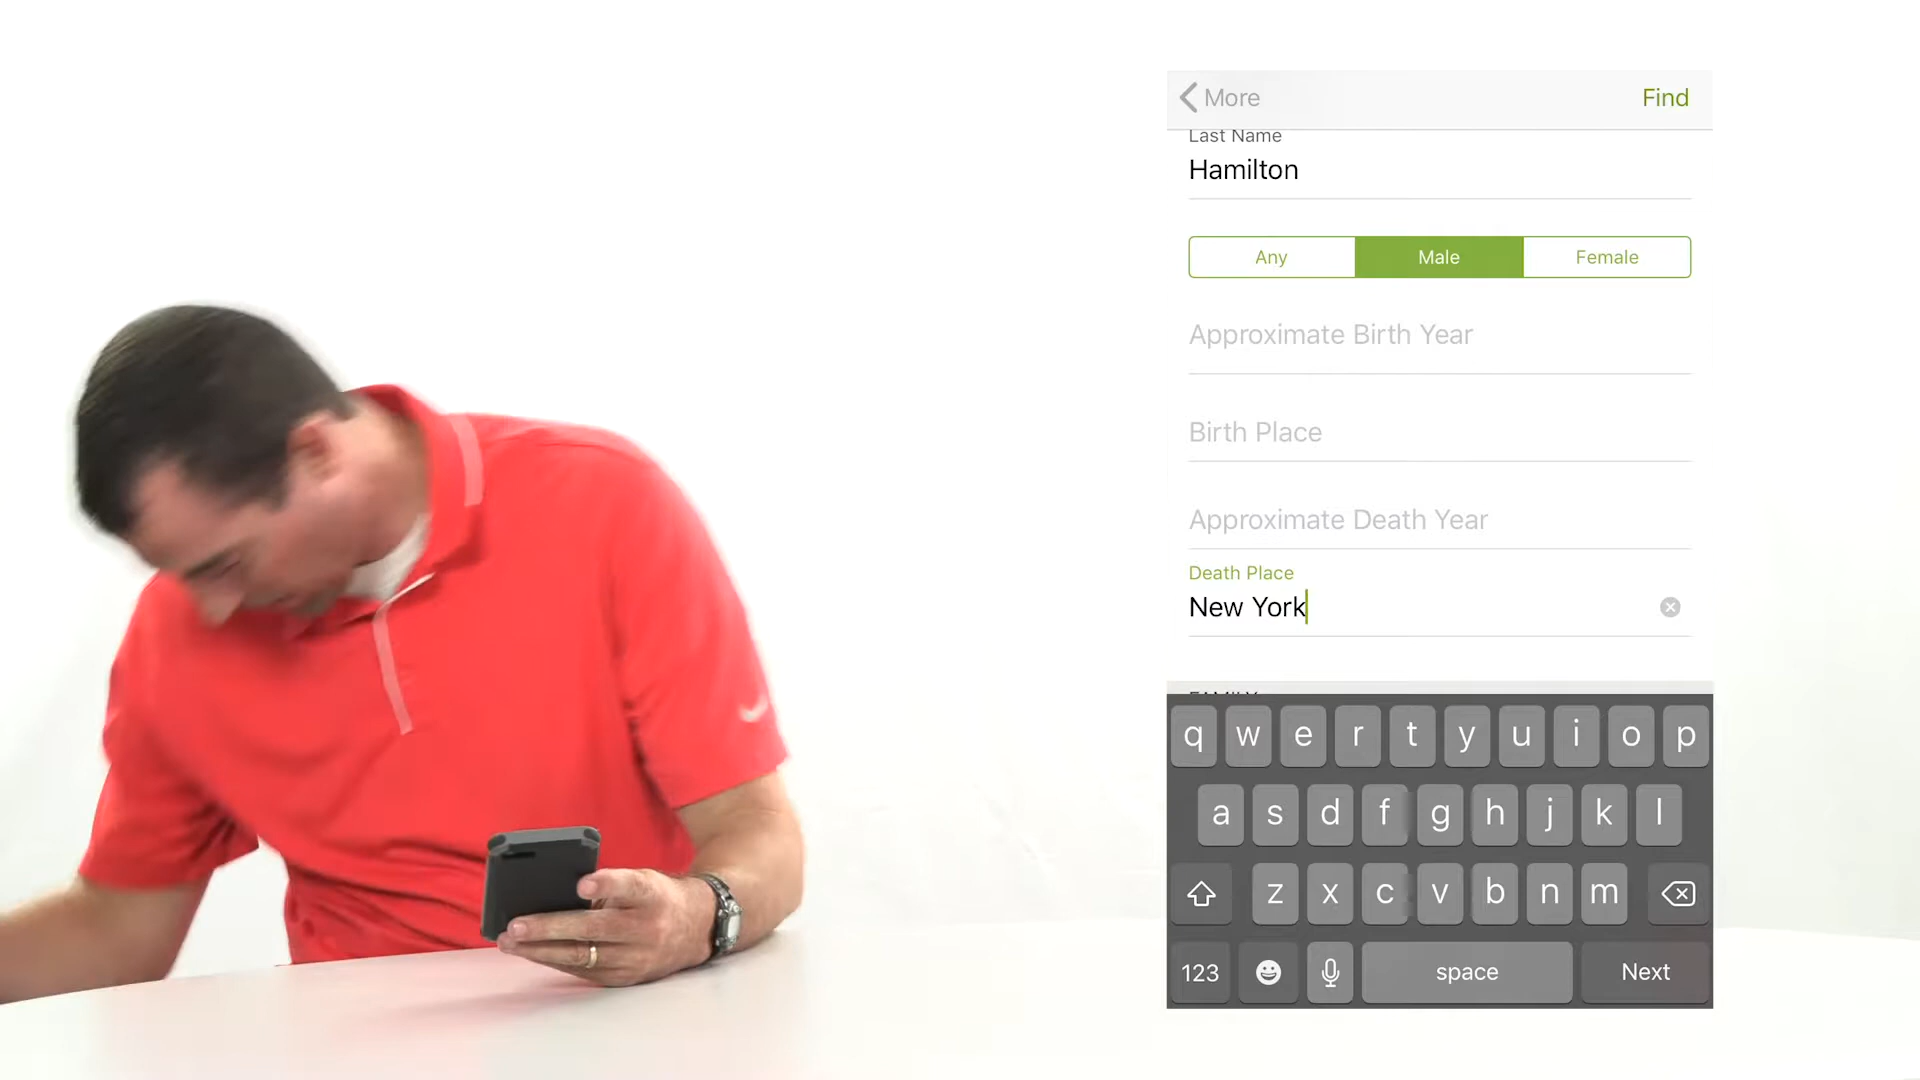 More
Find
Last Name
Hamilton
Any
Male
Female
Approximate Birth Year
Birth Place
Approximate Death Year
Death Place
New York
FAMILY
q w e r t y u i o p
a s d f g h j k l
z x c v b n m
123
space
Next